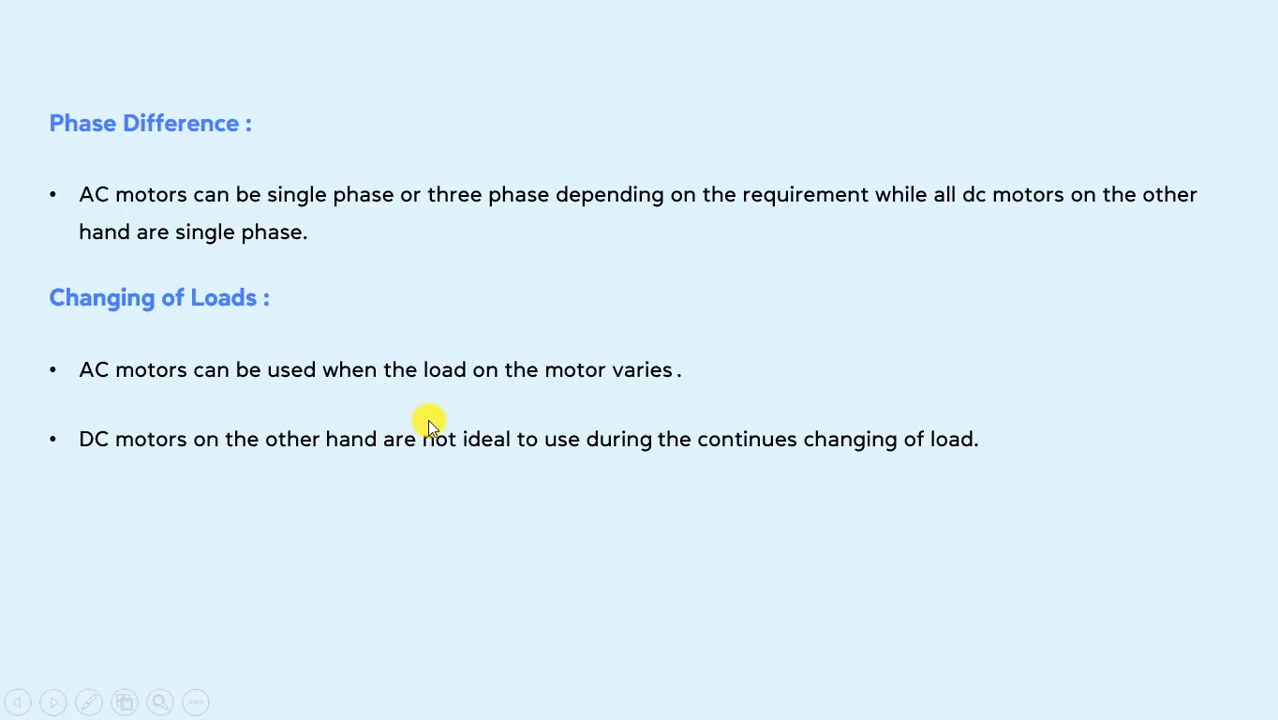 Phase Difference :
• AC motors can be single phase or three phase depending on the requirement while all dc motors on the other
hand are single phase.
Changing of Loads :
• AC motors can be used when the load on the motor varies .
• DC motors on the other hand are not ideal to use during the continues changing of load.